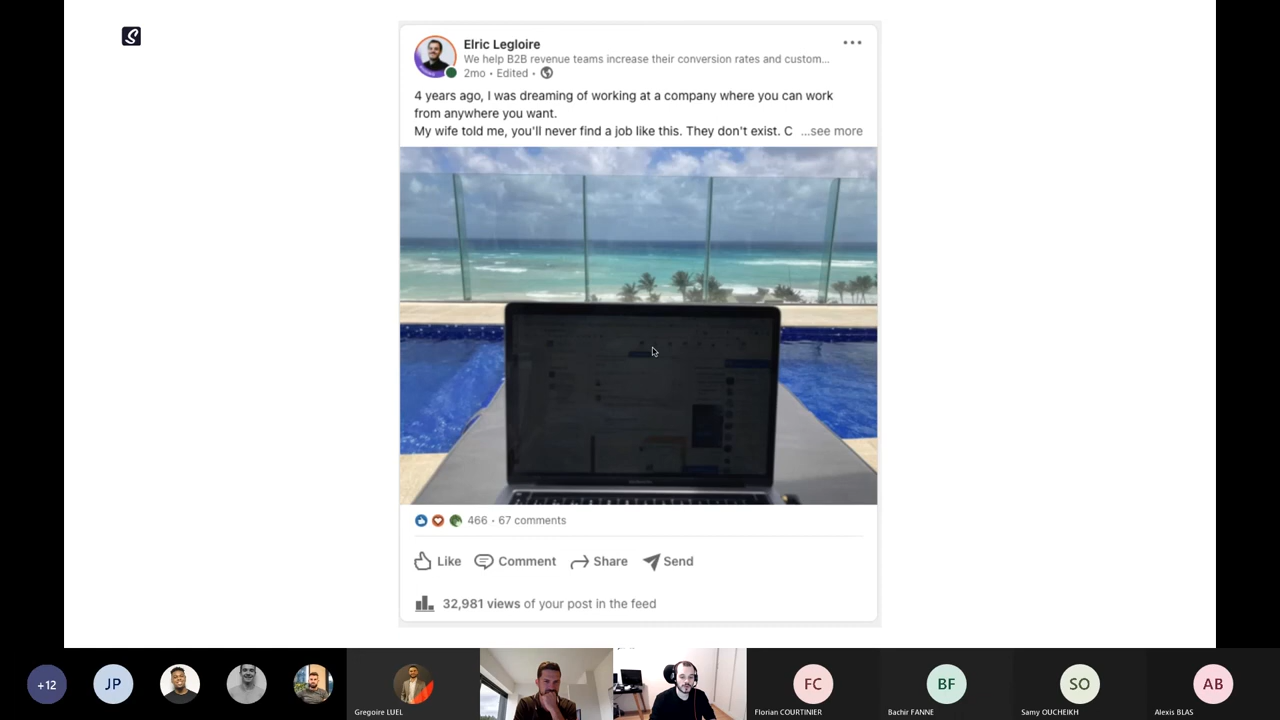 S
Elric Legloire
We help B2B revenue teams increase their conversion rates and custom...
2mo • Edited •
4 years ago, I was dreaming of working at a company where you can work
from anywhere you want.
My wife told me, you'll never find a job like this. They don't exist. C ...see more
466 · 67 comments
Like Comment Share Send
32,981 views of your post in the feed
+12
JP
Gregoire LUEL
FC
Florian COURTINIER
BF
Bachir FANNE
SO
Samy OUCHEIKH
AB
Alexis BLAS